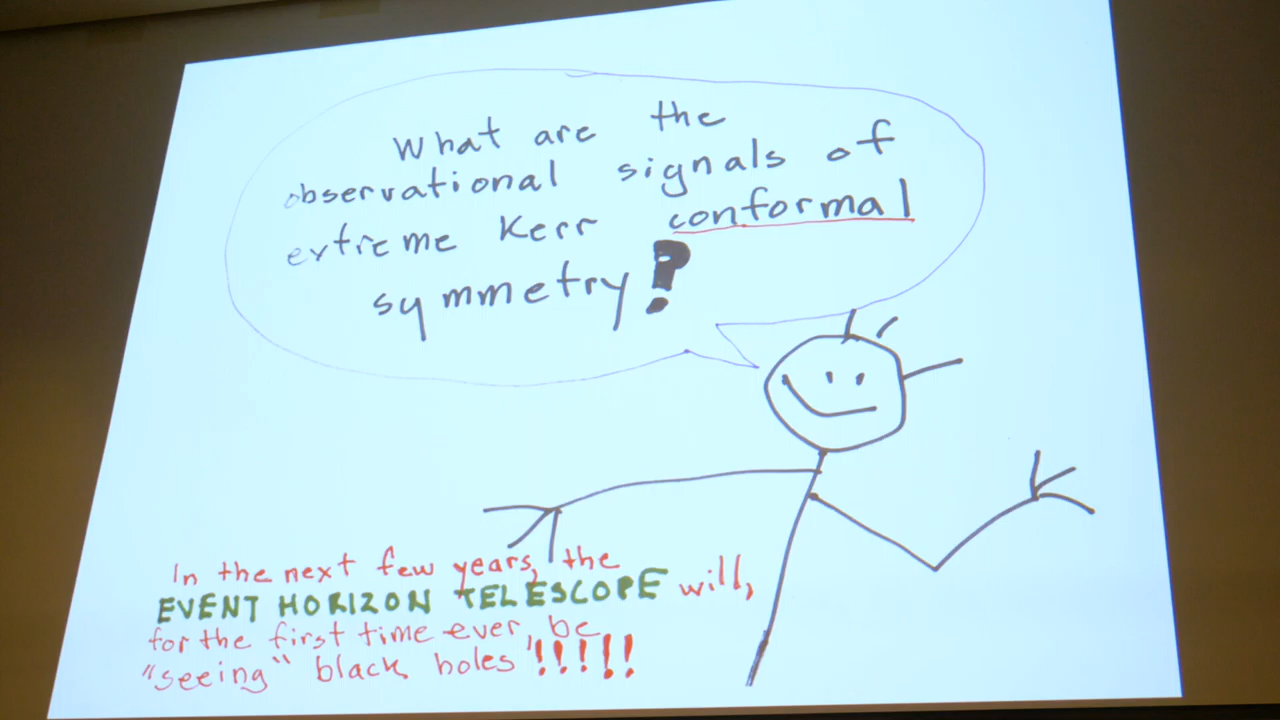 What are the
observational signals of
extreme Kerr conformal
symmetry?
In the next few years, the
EVENT HORIZON TELESCOPE will,
for the first time ever, be
"seeing" black holes !!!!!